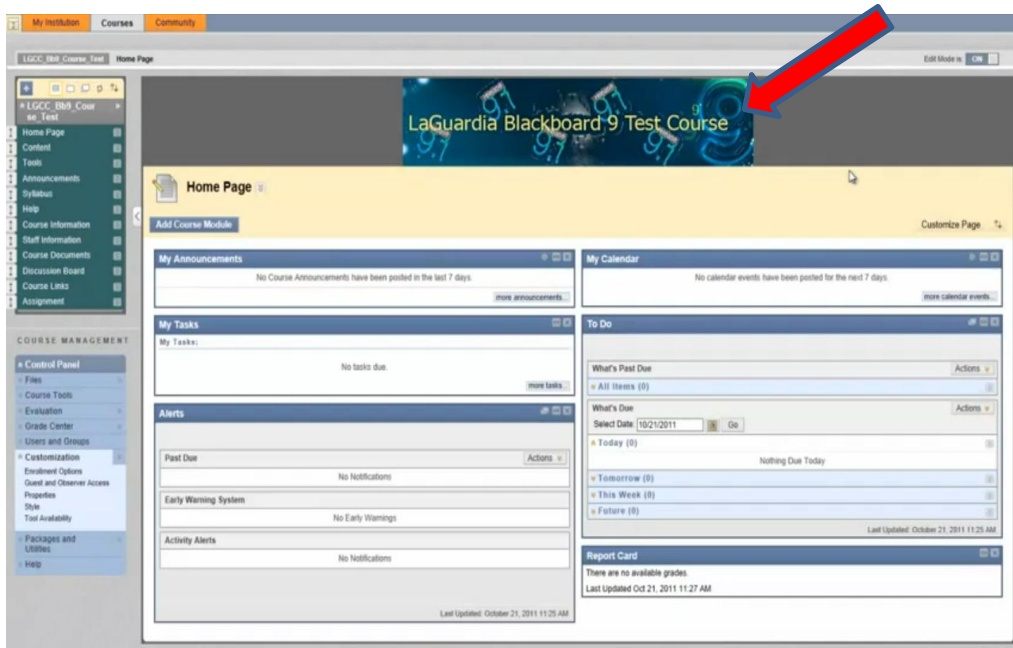 My Institution Courses Community
LGCC_Bb9_Course_Test Home Page
Edit Mode is: ON
LGCC_Bb9_Cour
se_Test
Home Page
Content
Tools
Announcements
Syllabus
Help
Course Information
Staff Information
Course Documents
Discussion Board
Course Links
Assignment
COURSE MANAGEMENT
Control Panel
Files
Course Tools
Evaluation
Grade Center
Users and Groups
Customization
Enrollment Options
Guest and Observer Access
Properties
Style
Tool Availability
Packages and
Utilities
Help
9.1
9.1
9.1
9
LaGuardia Blackboard 9 Test Course
Home Page
Add Course Module
Customize Page
My Announcements
No Course Announcements have been posted in the last 7 days.
more announcements...
My Tasks
My Tasks:
No tasks due.
more tasks...
Alerts
Past Due
Actions
No Notifications
Early Warning System
No Early Warnings
Activity Alerts
No Notifications
Last Updated: October 21, 2011 11:25 AM
My Calendar
No calendar events have been posted for the next 7 days.
more calendar events...
To Do
What's Past Due
Actions
All Items (0)
What's Due
Actions
Select Date: 10/21/2011 Go
Today (0)
Nothing Due Today
Tomorrow (0)
This Week (0)
Future (0)
Last Updated: October 21, 2011 11:25 AM
Report Card
There are no available grades.
Last Updated Oct 21, 2011 11:27 AM